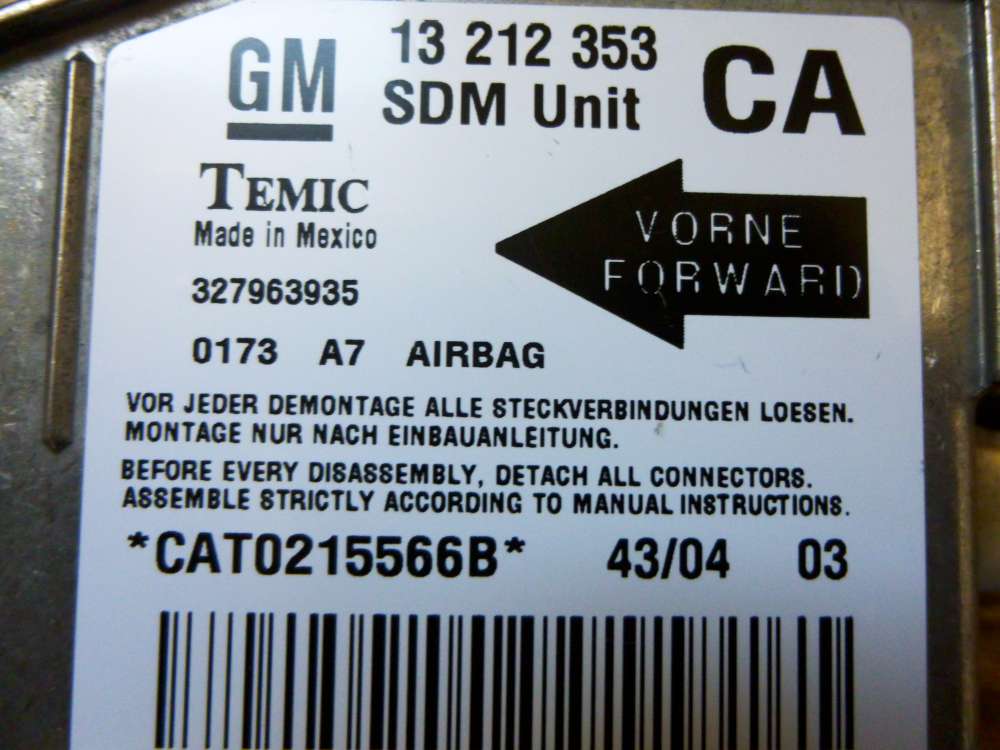 GM
13 212 353
SDM Unit
CA
TEMIC
Made in Mexico
327963935
VORNE
FORWARD
0173 A7 AIRBAG
VOR JEDER DEMONTAGE ALLE STECKVERBINDUNGEN LOESEN.
MONTAGE NUR NACH EINBAUANLEITUNG.
BEFORE EVERY DISASSEMBLY, DETACH ALL CONNECTORS.
ASSEMBLE STRICTLY ACCORDING TO MANUAL INSTRUCTIONS.
*CAT0215566B* 43/04 03